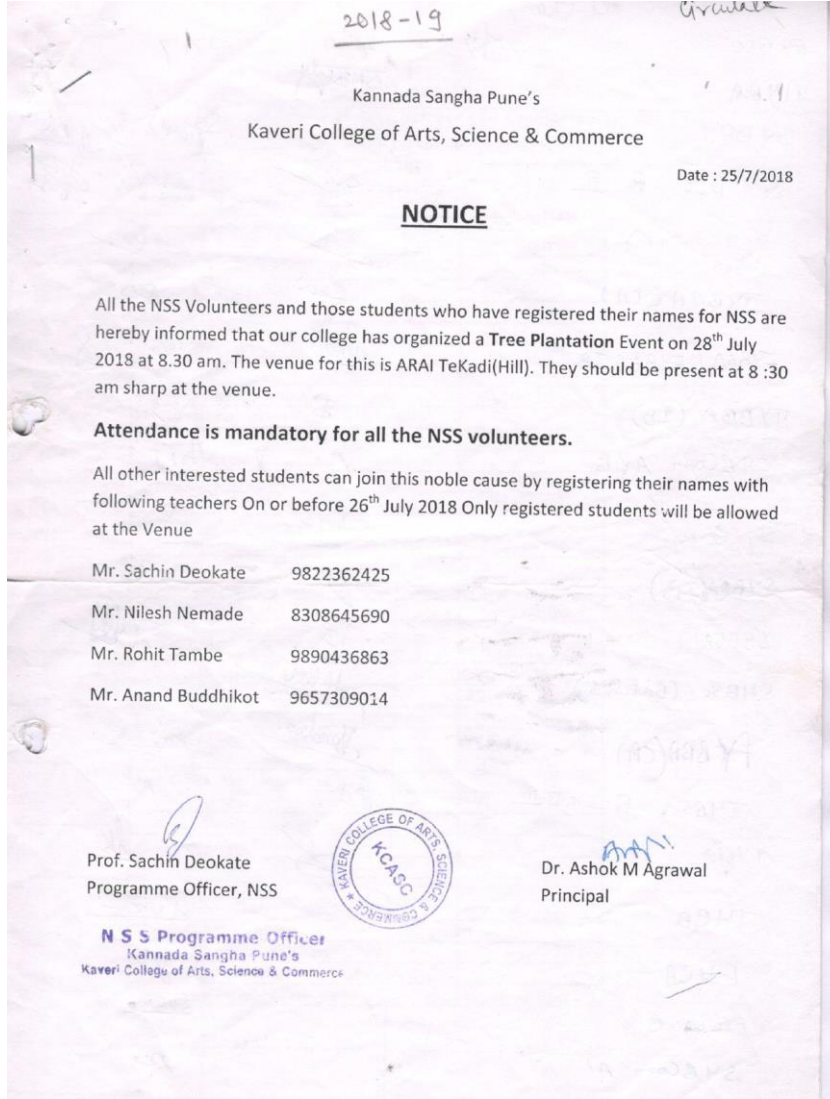 2018-19
Circular
Kannada Sangha Pune's
Kaveri College of Arts, Science & Commerce
Date : 25/7/2018
NOTICE
All the NSS Volunteers and those students who have registered their names for NSS are
hereby informed that our college has organized a Tree Plantation Event on 28th July
2018 at 8.30 am. The venue for this is ARAI TeKadi(Hill). They should be present at 8 :30
am sharp at the venue.
Attendance is mandatory for all the NSS volunteers.
All other interested students can join this noble cause by registering their names with
following teachers On or before 26th July 2018 Only registered students will be allowed
at the Venue
Mr. Sachin Deokate 9822362425
Mr. Nilesh Nemade 8308645690
Mr. Rohit Tambe 9890436863
Mr. Anand Buddhikot 9657309014
Prof. Sachin Deokate
Programme Officer, NSS
KAVERI COLLEGE OF ARTS, SCIENCE & COMMERCE
KCASC
Dr. Ashok M Agrawal
Principal
N S S Programme Officer
Kannada Sangha Pune's
Kaveri College of Arts, Science & Commerce